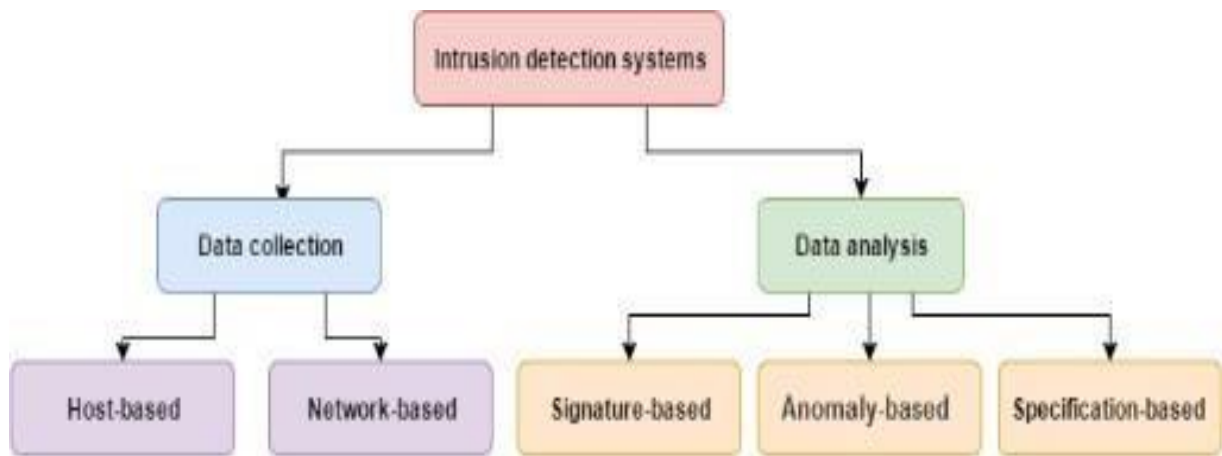 Intrusion detection systems
Data collection
Data analysis
Host-based
Network-based
Signature-based
Anomaly-based
Specification-based